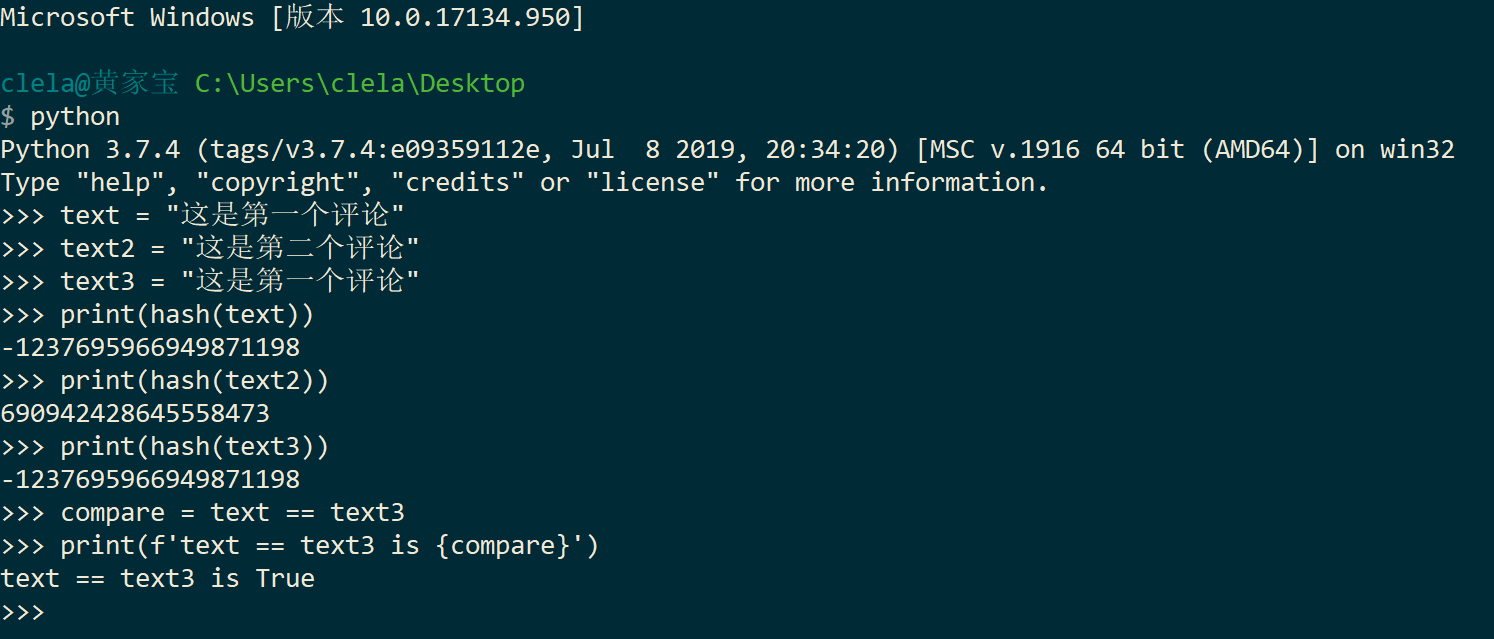 Microsoft Windows [版本 10.0.17134.950]
clela@黄家宝 C:\Users\clela\Desktop
$ python
Python 3.7.4 (tags/v3.7.4:e09359112e, Jul  8 2019, 20:34:20) [MSC v.1916 64 bit (AMD64)] on win32
Type "help", "copyright", "credits" or "license" for more information.
>>> text = "这是第一个评论"
>>> text2 = "这是第二个评论"
>>> text3 = "这是第一个评论"
>>> print(hash(text))
-1237695966949871198
>>> print(hash(text2))
690942428645558473
>>> print(hash(text3))
-1237695966949871198
>>> compare = text == text3
>>> print(f'text == text3 is {compare}')
text == text3 is True
>>>